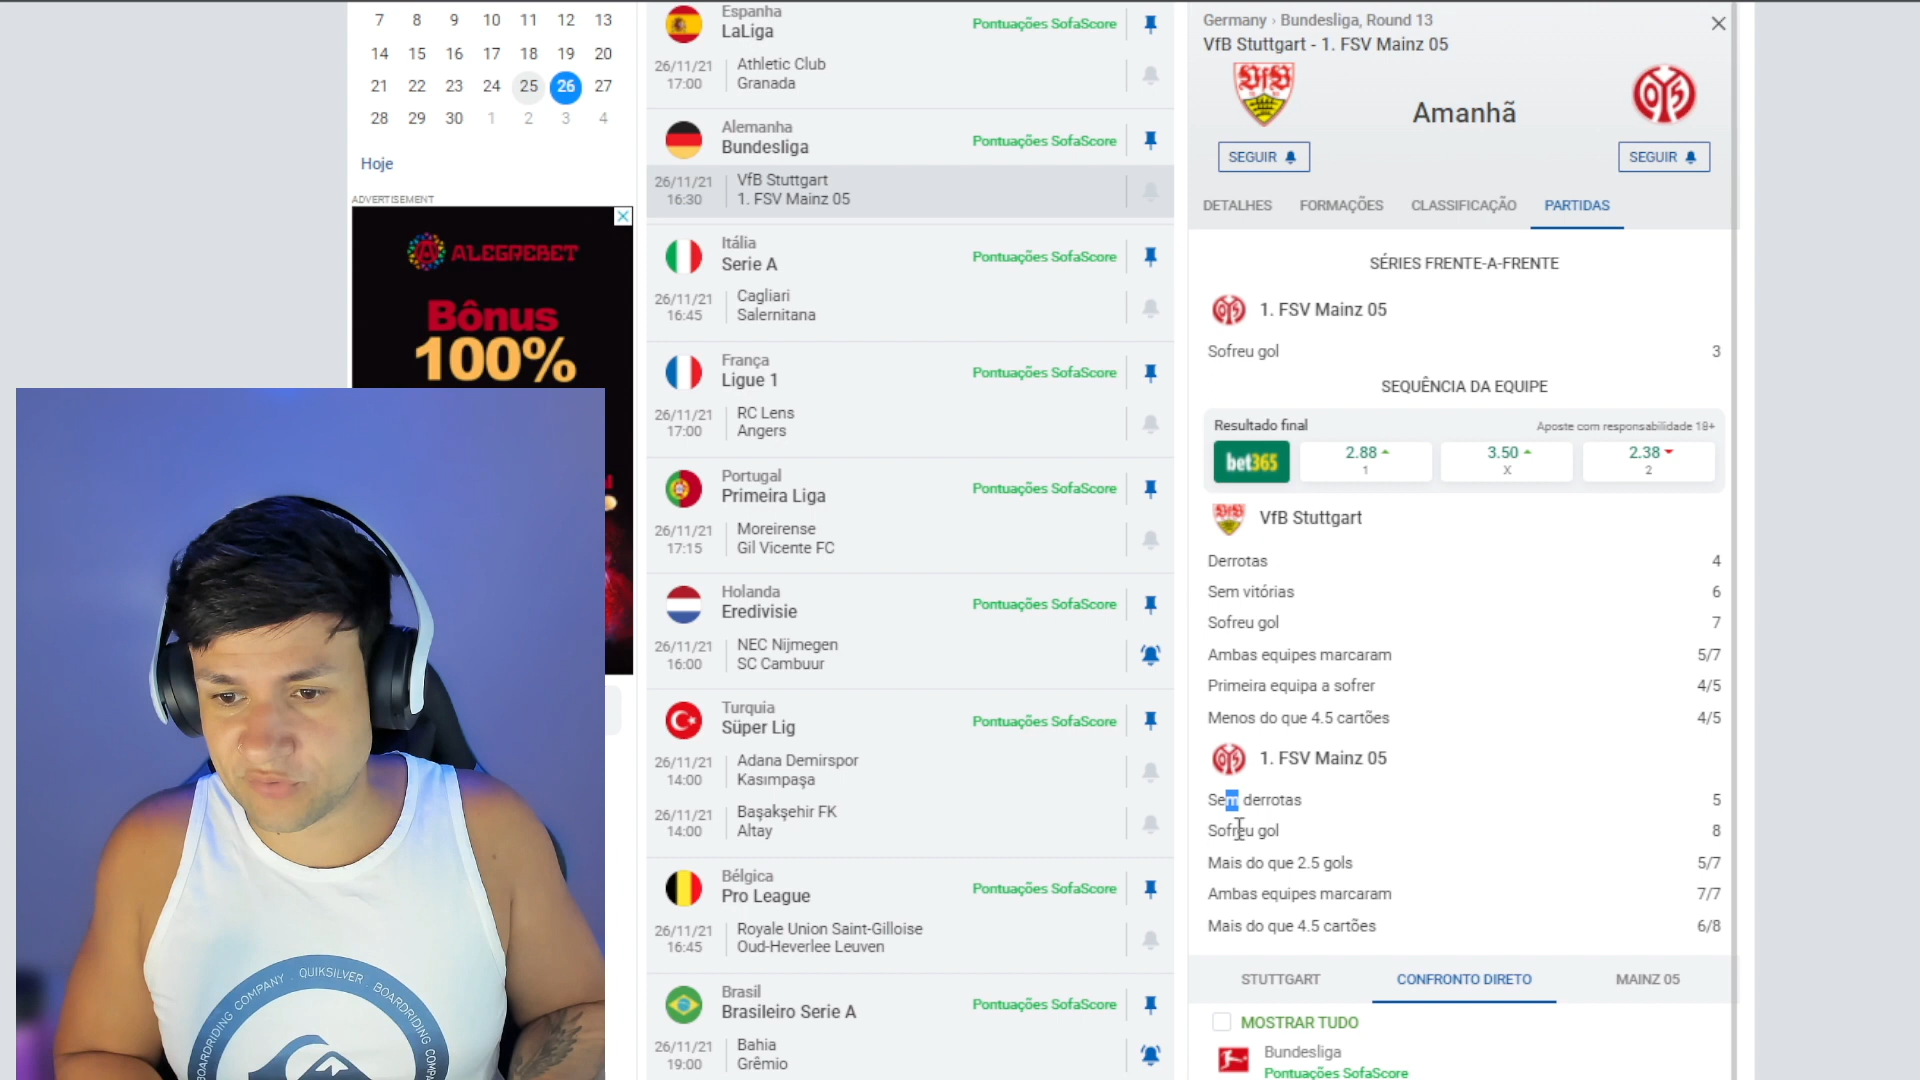 7 8 9 10 11 12 13
14 15 16 17 18 19 20
21 22 23 24 25 26 27
28 29 30 1 2 3 4
Hoje
ADVERTISEMENT
ALEGREBET
Bônus
100%
QUIKSILVER . BOARDRIDING COMPANY
BOARDRIDING COMPANY .
Espanha
LaLiga
Pontuações SofaScore
26/11/21
17:00
Athletic Club
Granada
Alemanha
Bundesliga
Pontuações SofaScore
26/11/21
16:30
VfB Stuttgart
1. FSV Mainz 05
Itália
Serie A
Pontuações SofaScore
26/11/21
16:45
Cagliari
Salernitana
França
Ligue 1
Pontuações SofaScore
26/11/21
17:00
RC Lens
Angers
Portugal
Primeira Liga
Pontuações SofaScore
26/11/21
17:15
Moreirense
Gil Vicente FC
Holanda
Eredivisie
Pontuações SofaScore
26/11/21
16:00
NEC Nijmegen
SC Cambuur
Turquia
Süper Lig
Pontuações SofaScore
26/11/21
14:00
Adana Demirspor
Kasımpaşa
26/11/21
14:00
Başakşehir FK
Altay
Bélgica
Pro League
Pontuações SofaScore
26/11/21
16:45
Royale Union Saint-Gilloise
Oud-Heverlee Leuven
Brasil
Brasileiro Serie A
Pontuações SofaScore
26/11/21
19:00
Bahia
Grêmio
Germany › Bundesliga, Round 13
VfB Stuttgart - 1. FSV Mainz 05
Amanhã
SEGUIR
SEGUIR
DETALHES FORMAÇÕES CLASSIFICAÇÃO PARTIDAS
SÉRIES FRENTE-A-FRENTE
1. FSV Mainz 05
Sofreu gol 3
SEQUÊNCIA DA EQUIPE
Resultado final Aposte com responsabilidade 18+
bet365 2.88 3.50 2.38
1 X 2
VfB Stuttgart
Derrotas 4
Sem vitórias 6
Sofreu gol 7
Ambas equipes marcaram 5/7
Primeira equipa a sofrer 4/5
Menos do que 4.5 cartões 4/5
1. FSV Mainz 05
Sem derrotas 5
Sofreu gol 8
Mais do que 2.5 gols 5/7
Ambas equipes marcaram 7/7
Mais do que 4.5 cartões 6/8
STUTTGART CONFRONTO DIRETO MAINZ 05
MOSTRAR TUDO
Bundesliga
Pontuações SofaScore